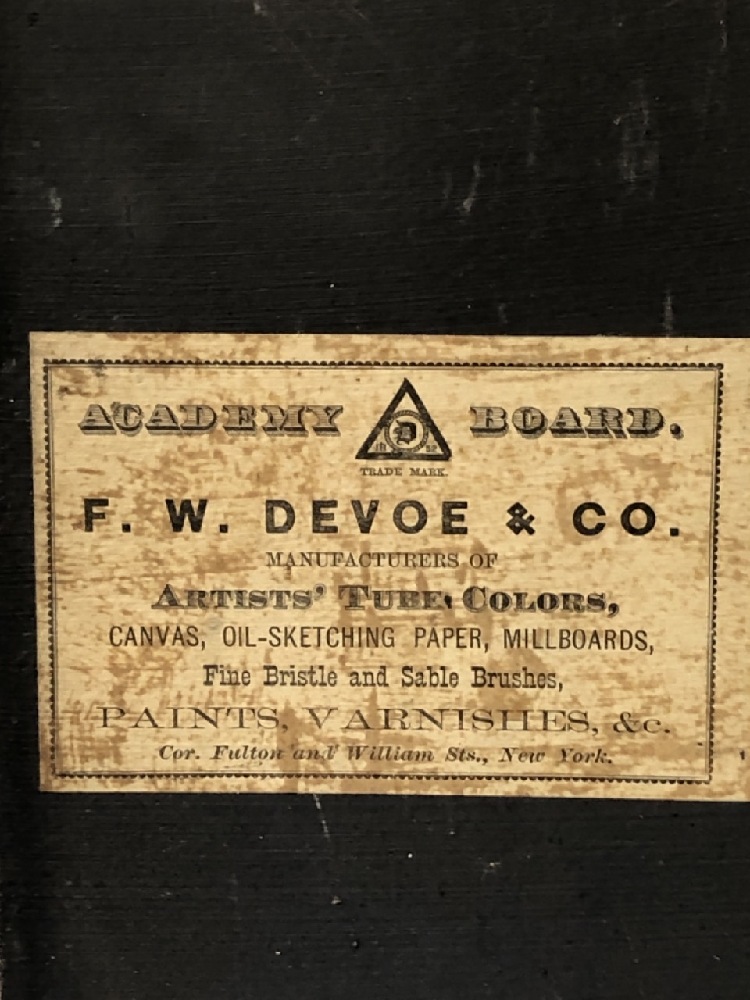 ACADEMY BOARD.
D
TRADE MARK.
F. W. DEVOE & CO.
MANUFACTURERS OF
ARTISTS' TUBE COLORS,
CANVAS, OIL-SKETCHING PAPER, MILLBOARDS,
Fine Bristle and Sable Brushes,
PAINTS, VARNISHES, &c.
Cor. Fulton and William Sts., New York.